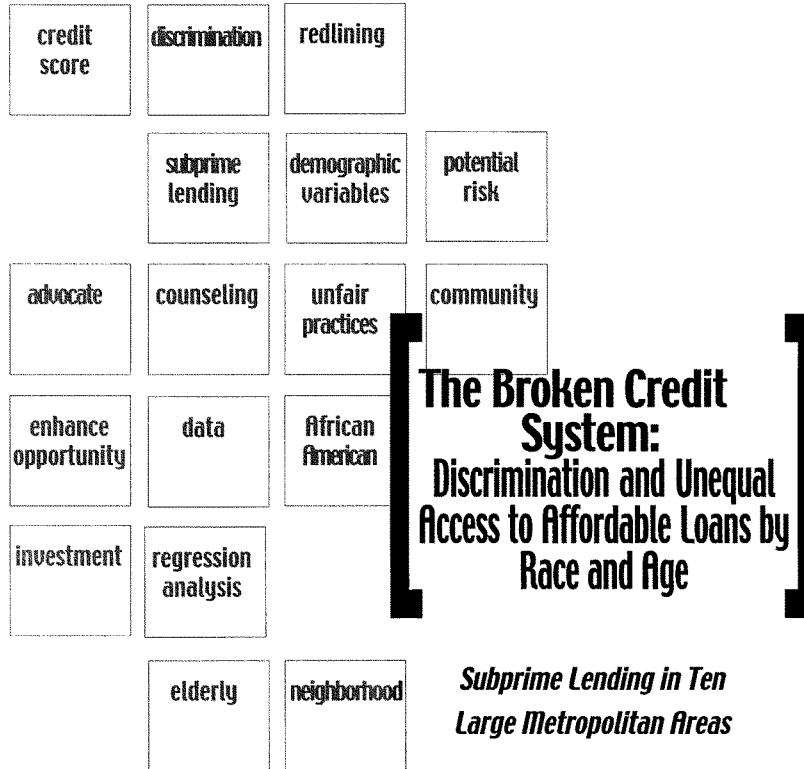 credit
score
discrimination
redlining
subprime
lending
demographic
variables
potential
risk
advocate
counseling
unfair
practices
community
enhance
opportunity
data
African
American
investment
regression
analysis
elderly
neighborhood
The Broken Credit
System:
Discrimination and Unequal
Access to Affordable Loans by
Race and Age
Subprime Lending in Ten
Large Metropolitan Areas